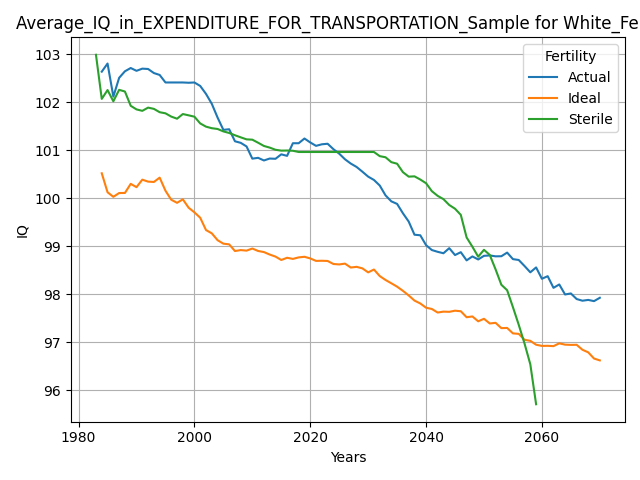 Average_IQ_in_EXPENDITURE_FOR_TRANSPORTATION_Sample for White_Fe
Fertility
Actual
Ideal
Sterile
IQ
103
102
101
100
99
98
97
96
1980
2000
2020
2040
2060
Years